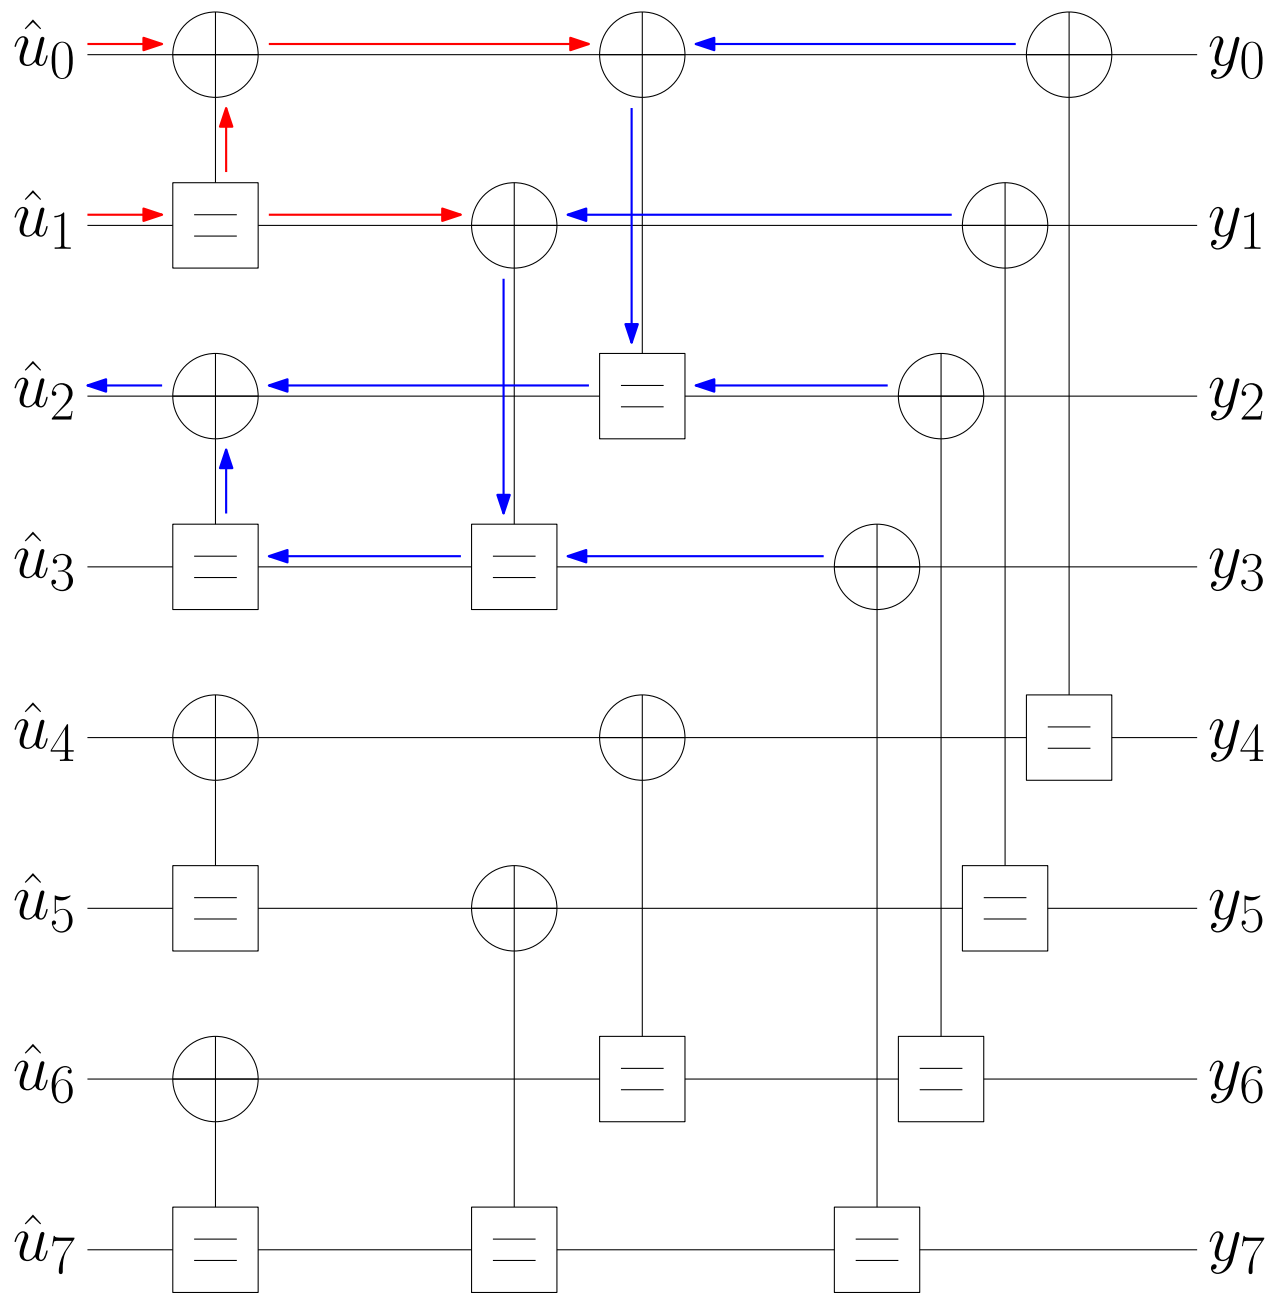 û₀ y₀
û₁ y₁
û₂ y₂
û₃ y₃
û₄ y₄
û₅ y₅
û₆ y₆
û₇ y₇